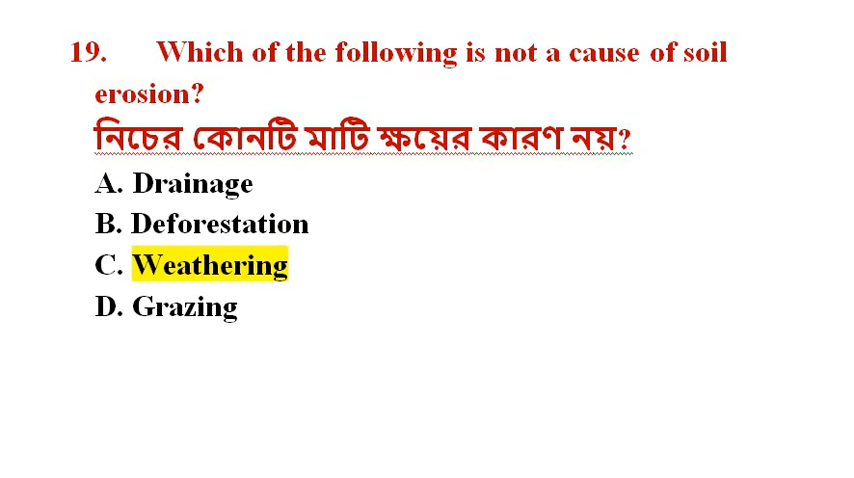 19. Which of the following is not a cause of soil
erosion?
নিচের কোনটি মাটি ক্ষয়ের কারণ নয়?
A. Drainage
B. Deforestation
C. Weathering
D. Grazing